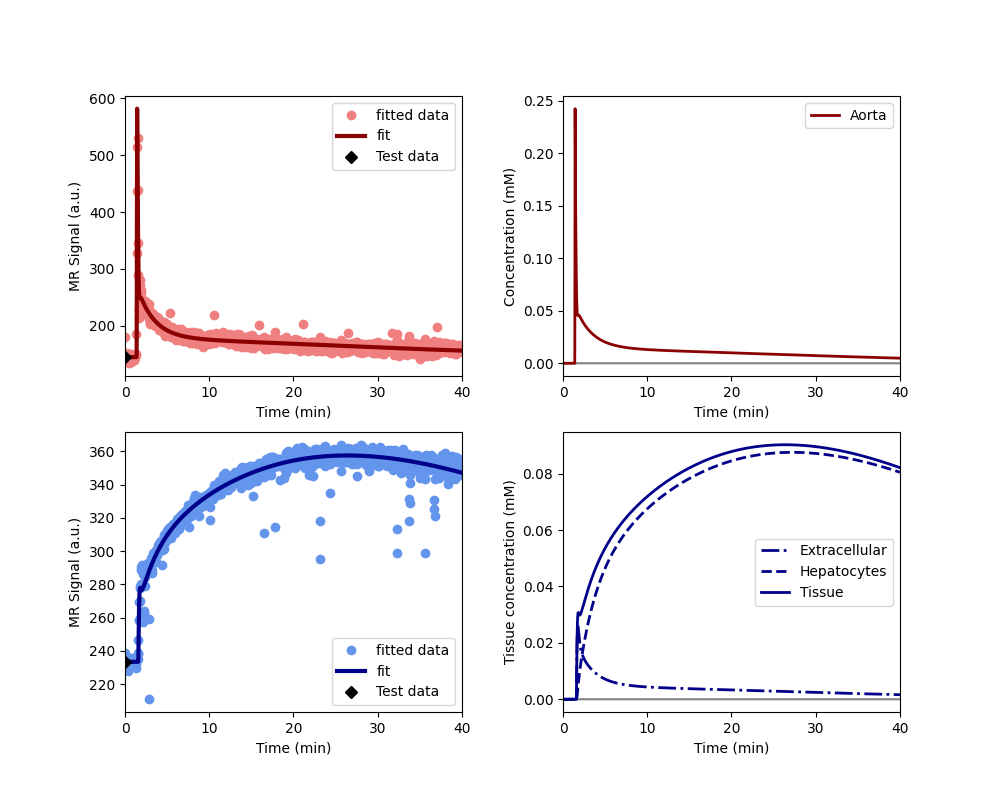 600
500
400
300
200
MR Signal (a.u.)
0 10 20 30 40
Time (min)
fitted data
fit
Test data
0.25
0.20
0.15
0.10
0.05
0.00
Concentration (mM)
0 10 20 30 40
Time (min)
Aorta
360
340
320
300
280
260
240
220
MR Signal (a.u.)
0 10 20 30 40
Time (min)
fitted data
fit
Test data
0.08
0.06
0.04
0.02
0.00
Tissue concentration (mM)
0 10 20 30 40
Time (min)
Extracellular
Hepatocytes
Tissue